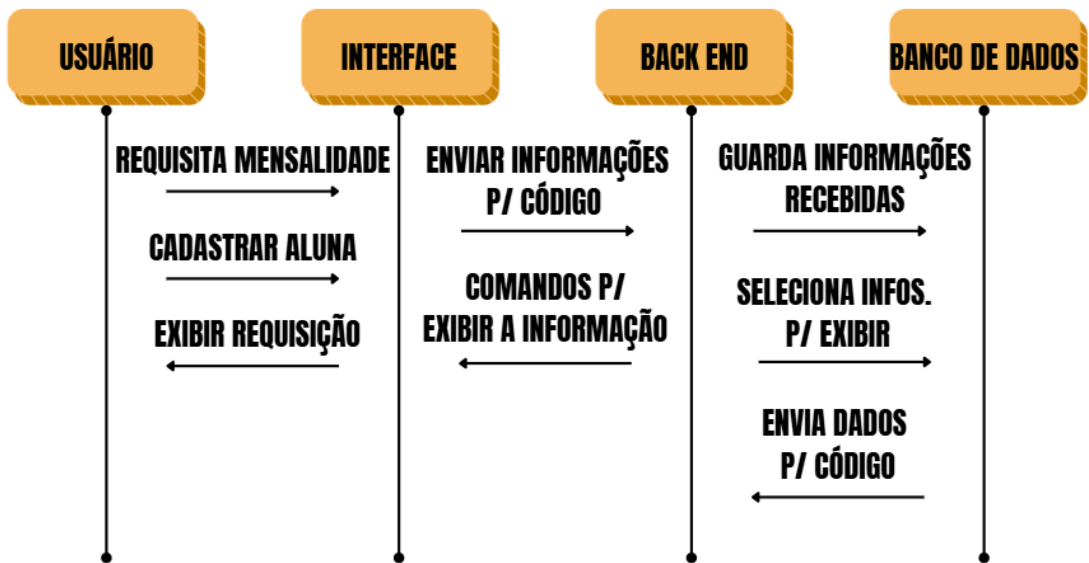 USUÁRIO
INTERFACE
BACK END
BANCO DE DADOS
REQUISITA MENSALIDADE
CADASTRAR ALUNA
EXIBIR REQUISIÇÃO
ENVIAR INFORMAÇÕES
P/ CÓDIGO
COMANDOS P/
EXIBIR A INFORMAÇÃO
GUARDA INFORMAÇÕES
RECEBIDAS
SELECIONA INFOS.
P/ EXIBIR
ENVIA DADOS
P/ CÓDIGO